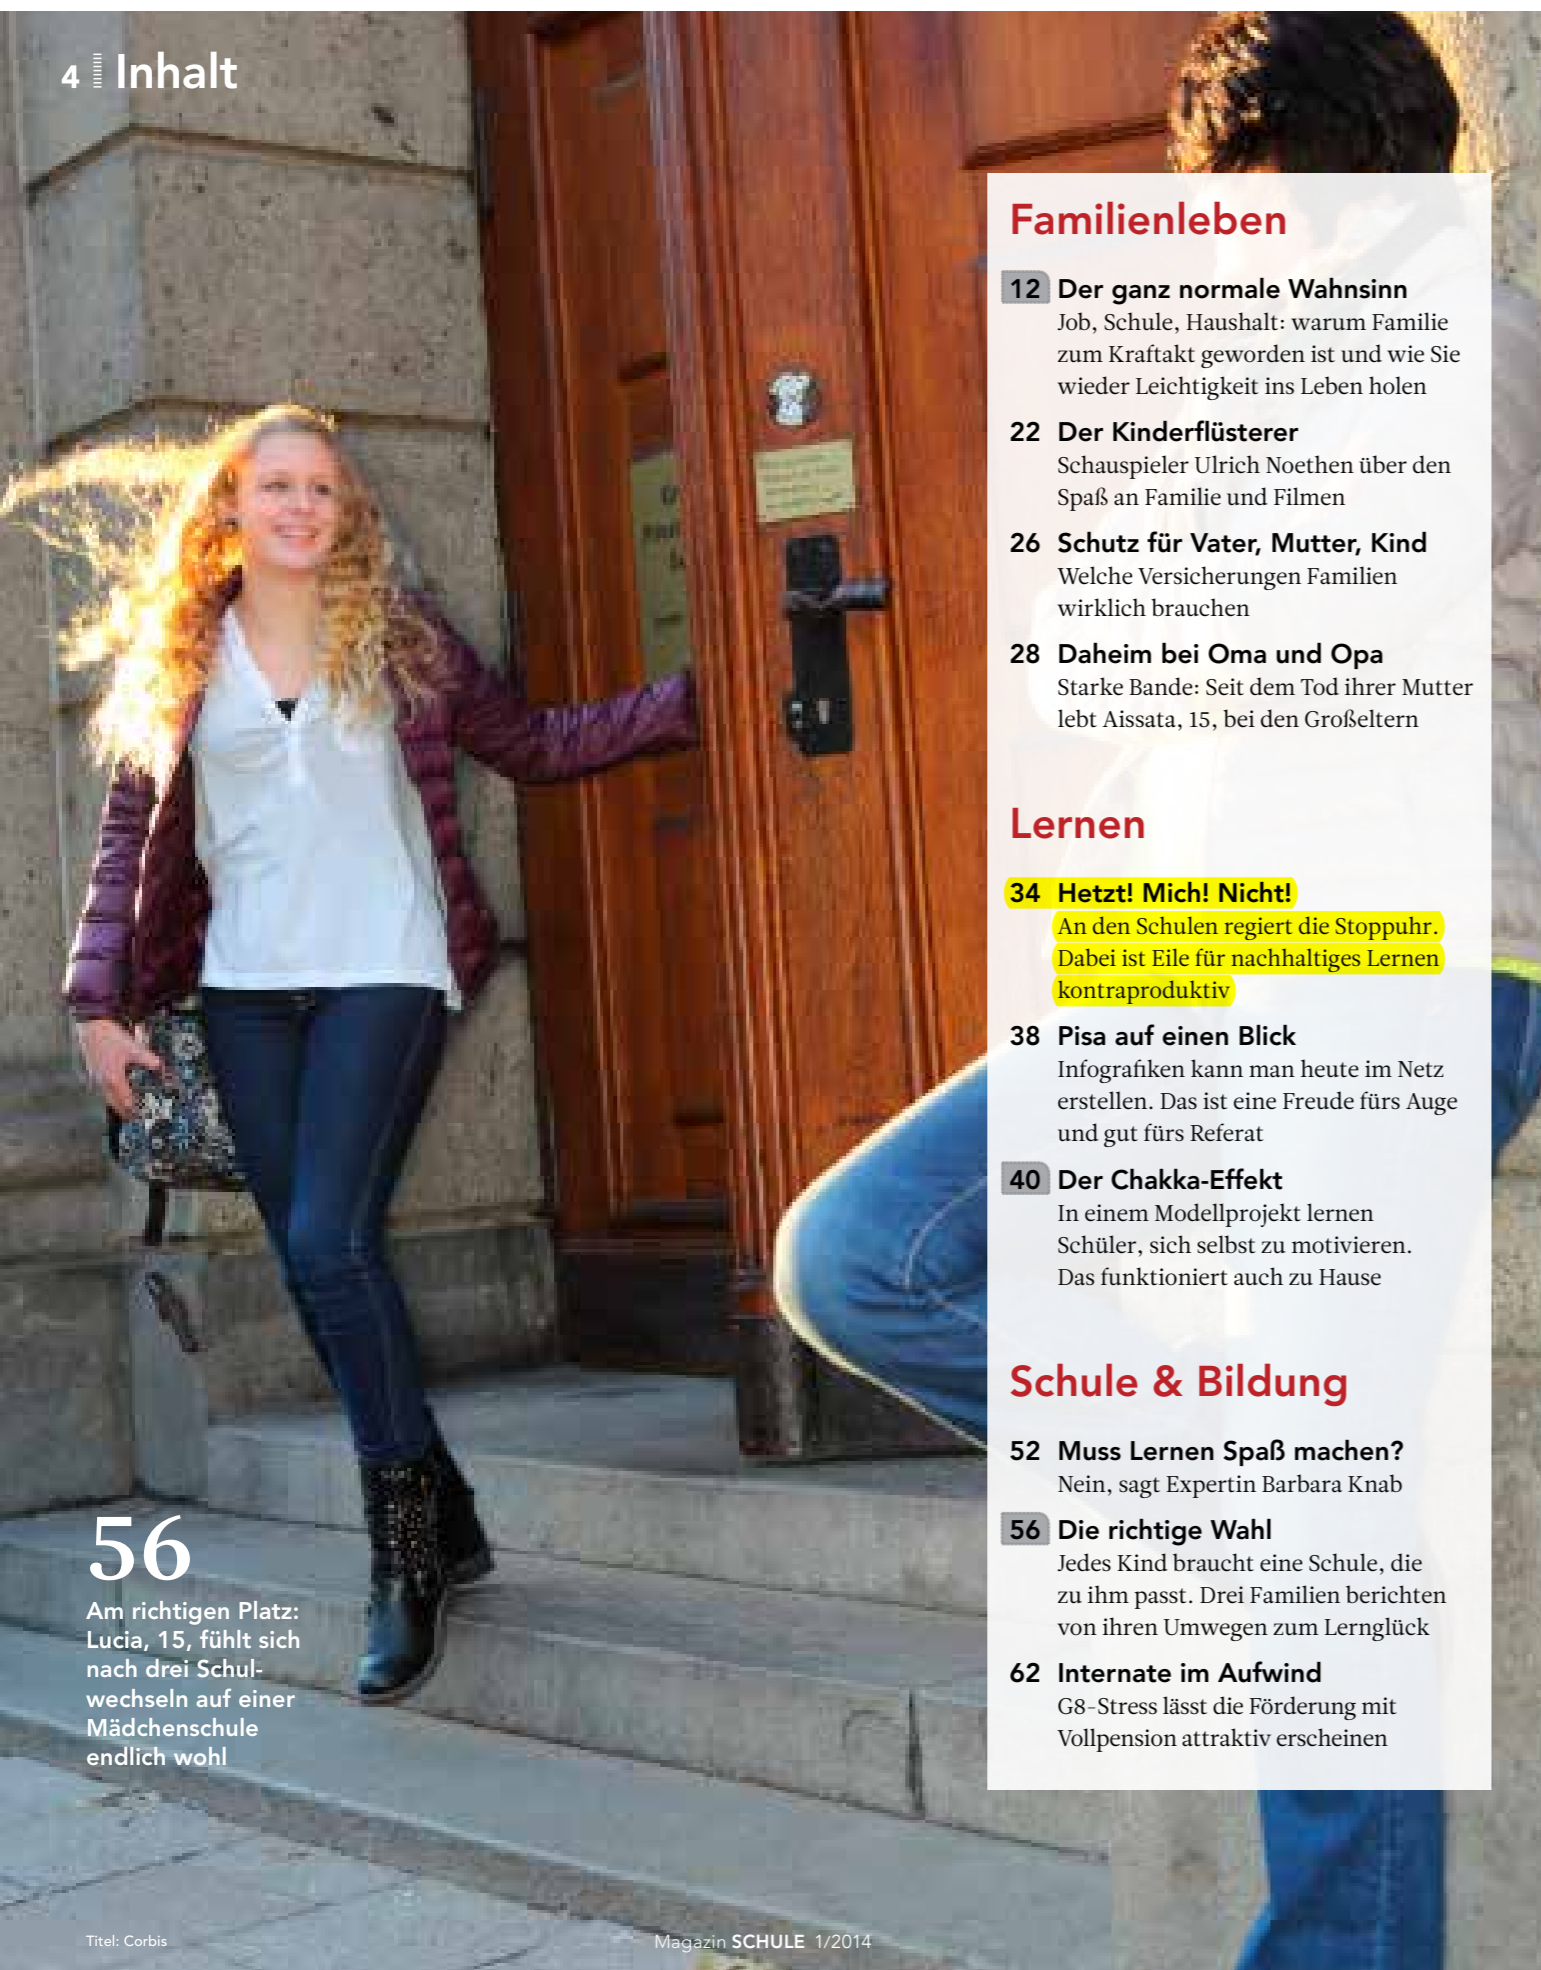 4 Inhalt
Familienleben
12 Der ganz normale Wahnsinn
Job, Schule, Haushalt: warum Familie
zum Kraftakt geworden ist und wie Sie
wieder Leichtigkeit ins Leben holen
22 Der Kinderflüsterer
Schauspieler Ulrich Noethen über den
Spaß an Familie und Filmen
26 Schutz für Vater, Mutter, Kind
Welche Versicherungen Familien
wirklich brauchen
28 Daheim bei Oma und Opa
Starke Bande: Seit dem Tod ihrer Mutter
lebt Aissata, 15, bei den Großeltern
Lernen
34 Hetzt! Mich! Nicht!
An den Schulen regiert die Stoppuhr.
Dabei ist Eile für nachhaltiges Lernen
kontraproduktiv
38 Pisa auf einen Blick
Infografiken kann man heute im Netz
erstellen. Das ist eine Freude fürs Auge
und gut fürs Referat
40 Der Chakka-Effekt
In einem Modellprojekt lernen
Schüler, sich selbst zu motivieren.
Das funktioniert auch zu Hause
Schule & Bildung
52 Muss Lernen Spaß machen?
Nein, sagt Expertin Barbara Knab
56 Die richtige Wahl
Jedes Kind braucht eine Schule, die
zu ihm passt. Drei Familien berichten
von ihren Umwegen zum Lernglück
62 Internate im Aufwind
G8-Stress lässt die Förderung mit
Vollpension attraktiv erscheinen
56
Am richtigen Platz:
Lucia, 15, fühlt sich
nach drei Schul-
wechseln auf einer
Mädchenschule
endlich wohl
Titel: Corbis
Magazin SCHULE 1/2014